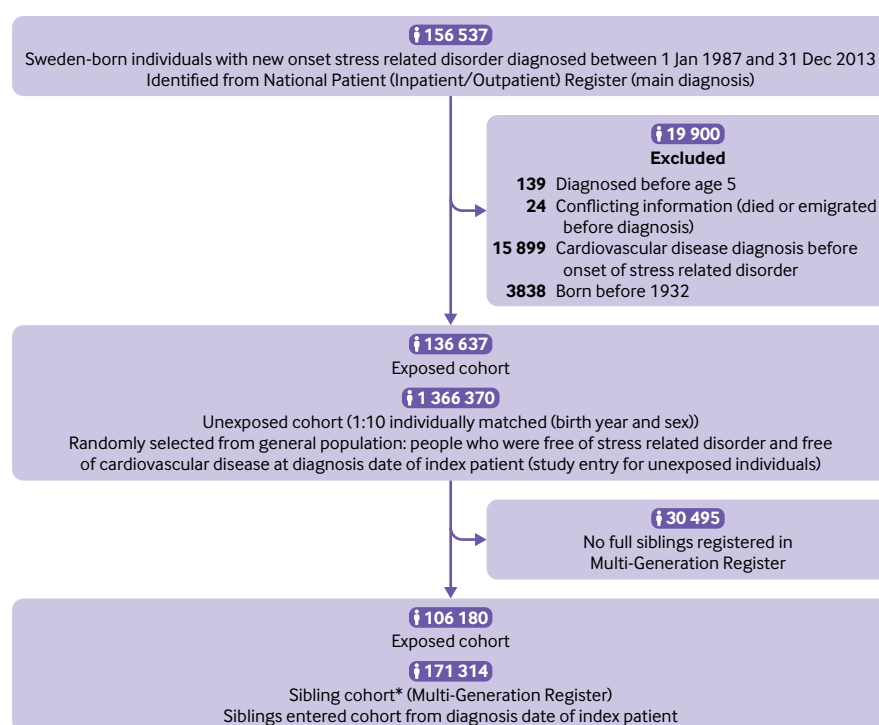 156 537
Sweden-born individuals with new onset stress related disorder diagnosed between 1 Jan 1987 and 31 Dec 2013
Identified from National Patient (Inpatient/Outpatient) Register (main diagnosis)
19 900
Excluded
139 Diagnosed before age 5
24 Conflicting information (died or emigrated
before diagnosis)
15 899 Cardiovascular disease diagnosis before
onset of stress related disorder
3838 Born before 1932
136 637
Exposed cohort
1 366 370
Unexposed cohort (1:10 individually matched (birth year and sex))
Randomly selected from general population: people who were free of stress related disorder and free
of cardiovascular disease at diagnosis date of index patient (study entry for unexposed individuals)
30 495
No full siblings registered in
Multi-Generation Register
106 180
Exposed cohort
171 314
Sibling cohort* (Multi-Generation Register)
Siblings entered cohort from diagnosis date of index patient